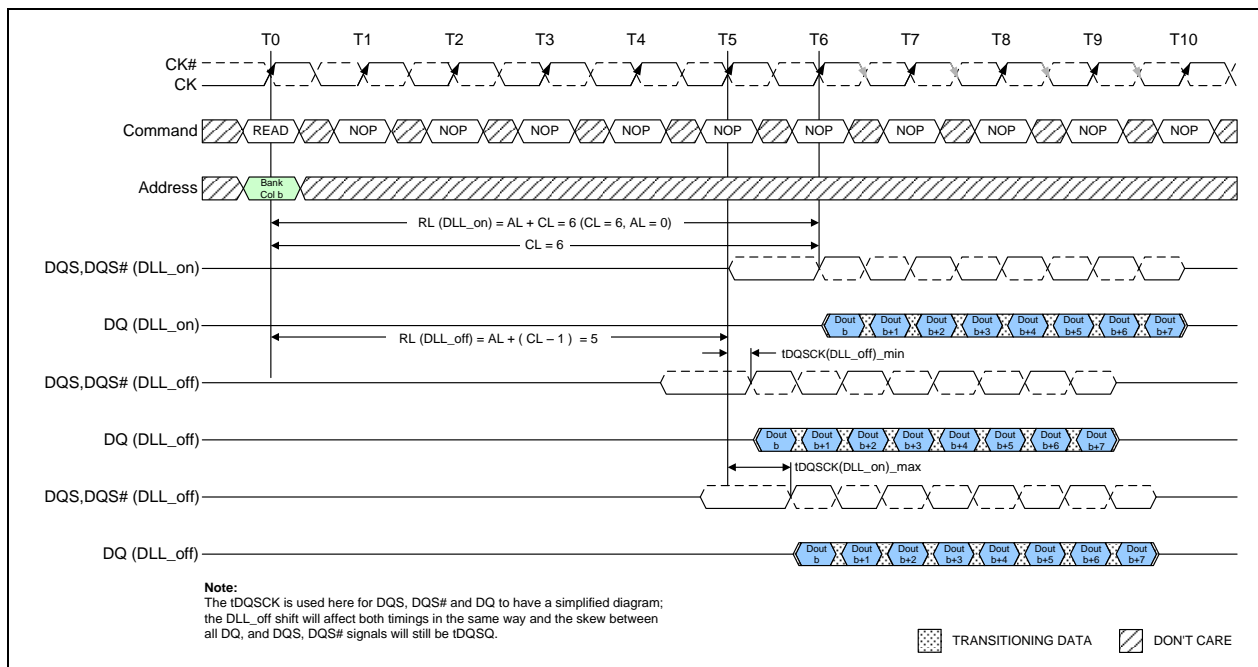 T0 T1 T2 T3 T4 T5 T6 T7 T8 T9 T10
CK#
CK
Command READ NOP NOP NOP NOP NOP NOP NOP NOP NOP NOP
Address Bank
Col b
RL (DLL_on) = AL + CL = 6 (CL = 6, AL = 0)
CL = 6
DQS,DQS# (DLL_on)
DQ (DLL_on) Dout b Dout b+1 Dout b+2 Dout b+3 Dout b+4 Dout b+5 Dout b+6 Dout b+7
RL (DLL_off) = AL + ( CL – 1 ) = 5
tDQSCK(DLL_off)_min
DQS,DQS# (DLL_off)
DQ (DLL_off) Dout b Dout b+1 Dout b+2 Dout b+3 Dout b+4 Dout b+5 Dout b+6 Dout b+7
tDQSCK(DLL_on)_max
DQS,DQS# (DLL_off)
DQ (DLL_off) Dout b Dout b+1 Dout b+2 Dout b+3 Dout b+4 Dout b+5 Dout b+6 Dout b+7
Note:
The tDQSCK is used here for DQS, DQS# and DQ to have a simplified diagram;
the DLL_off shift will affect both timings in the same way and the skew between
all DQ, and DQS, DQS# signals will still be tDQSQ.
TRANSITIONING DATA DON'T CARE